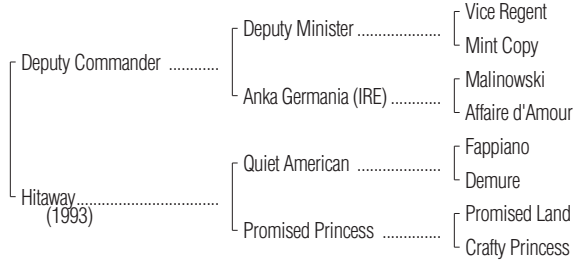 Vice Regent
Deputy Minister ...................
Mint Copy
Deputy Commander ............
Malinowski
Anka Germania (IRE) ............
Affaire d'Amour
Fappiano
Quiet American ...................
Demure
Hitaway...................................
(1993)
Promised Land
Promised Princess ..............
Crafty Princess